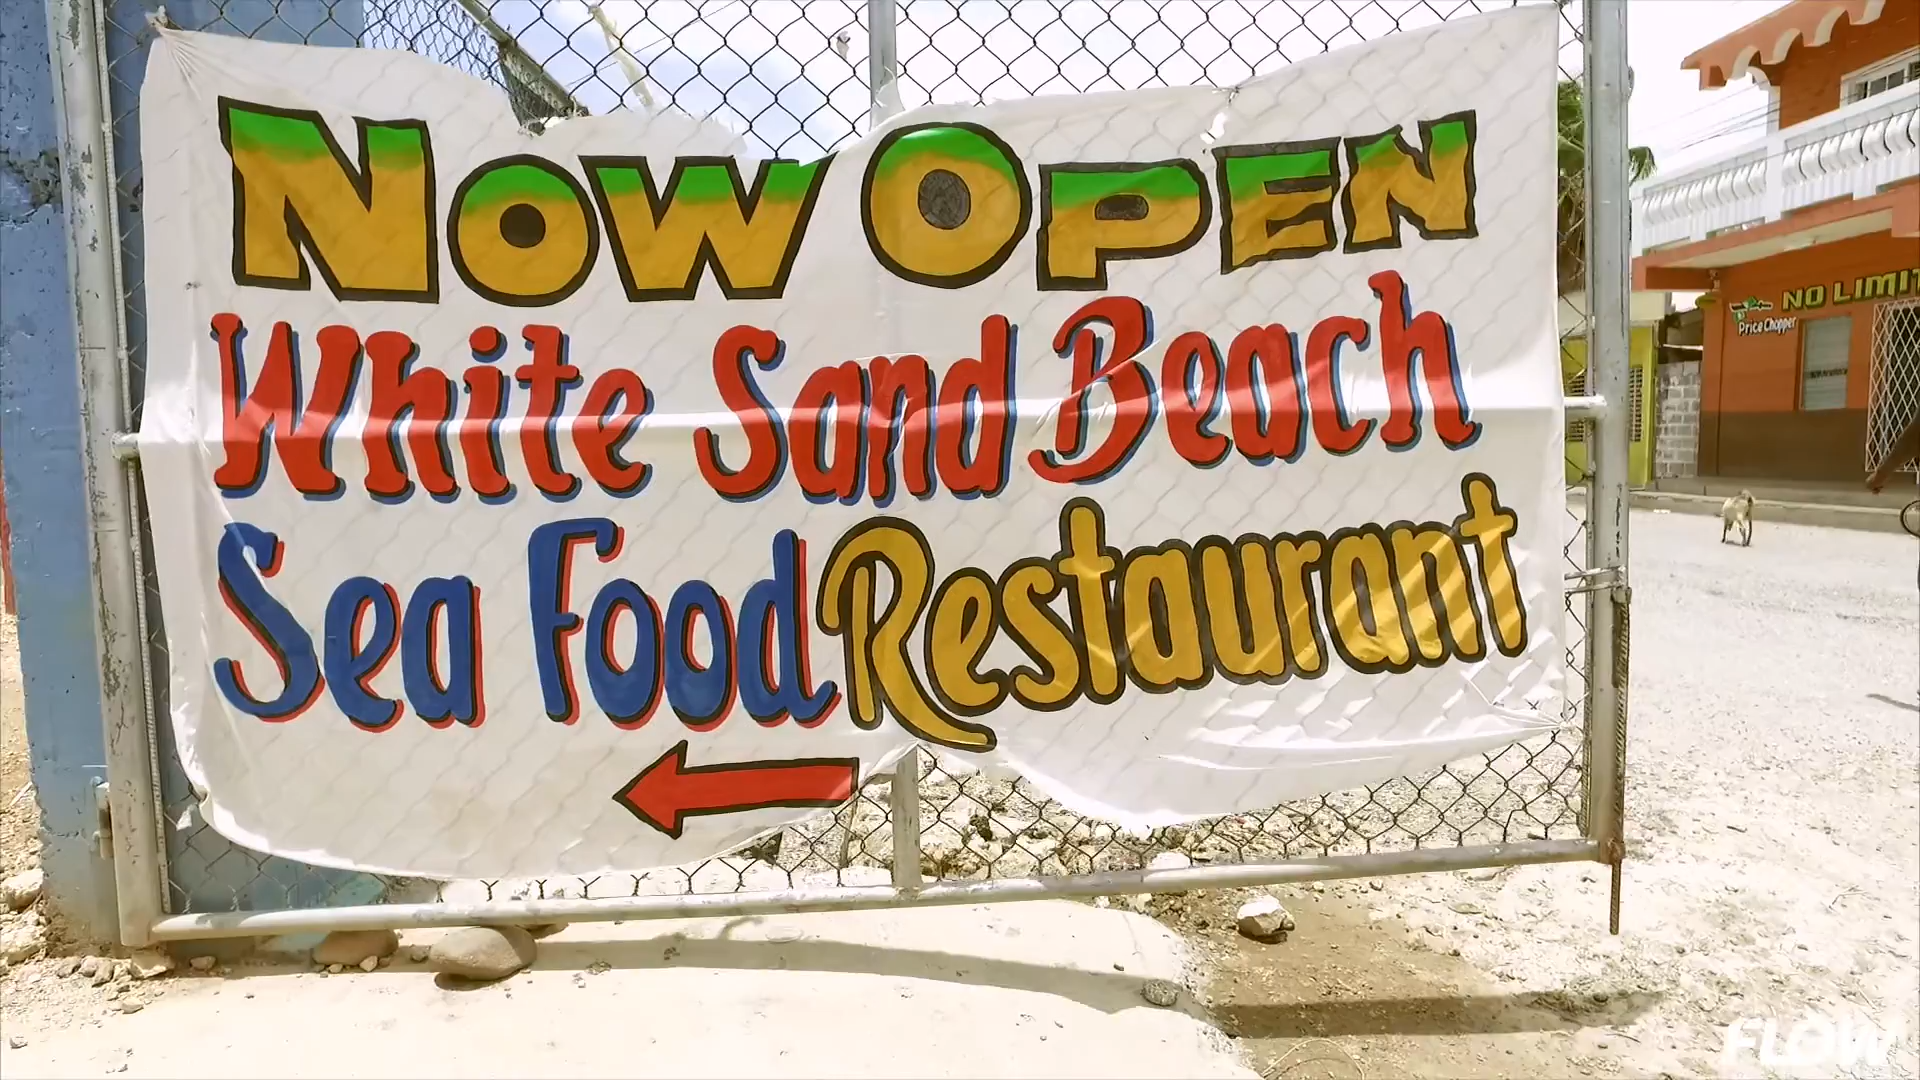 Now Open
White Sand Beach
Sea Food Restaurant
NO LIMIT
Price Chopper
FLOW